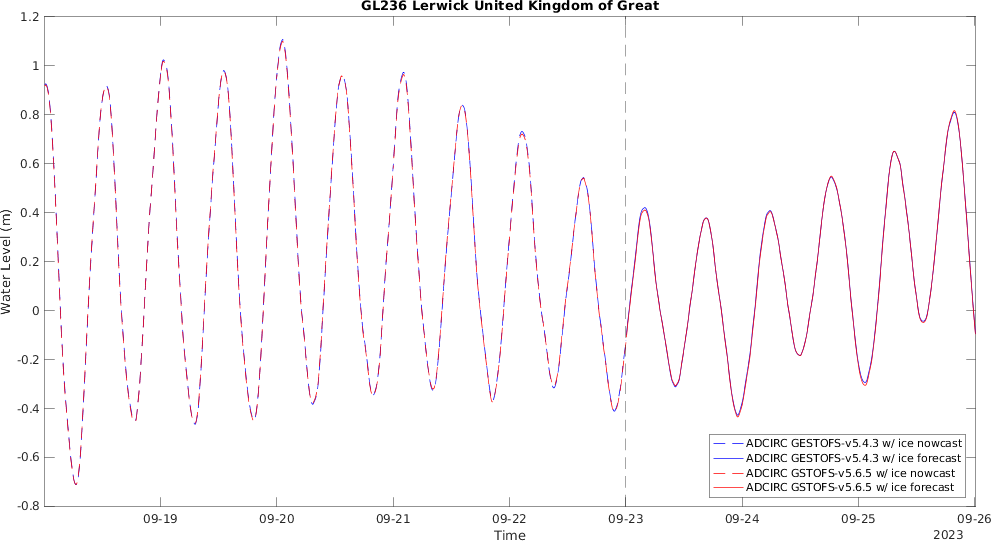 GL236 Lerwick United Kingdom of Great
1.2
1
0.8
0.6
0.4
0.2
0
-0.2
-0.4
-0.6
-0.8
Water Level (m)
ADCIRC GESTOFS-v5.4.3 w/ ice nowcast
ADCIRC GESTOFS-v5.4.3 w/ ice forecast
ADCIRC GSTOFS-v5.6.5 w/ ice nowcast
ADCIRC GSTOFS-v5.6.5 w/ ice forecast
09-19 09-20 09-21 09-22 09-23 09-24 09-25 09-26
Time
2023